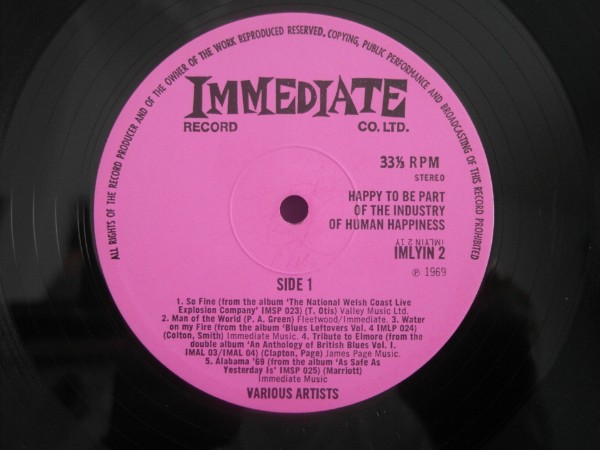 ALL RIGHTS OF THE RECORD PRODUCER AND OF THE OWNER OF THE WORK REPRODUCED RESERVED. COPYING, PUBLIC PERFORMANCE AND BROADCASTING OF THIS RECORD PROHIBITED
IMMEDIATE
RECORD CO. LTD.
33⅓ RPM
STEREO
HAPPY TO BE PART
OF THE INDUSTRY
OF HUMAN HAPPINESS
IMLYIN 2 1Y
IMLYIN 2
℗ 1969
SIDE 1
1. So Fine (from the album 'The National Welsh Coast Live
Explosion Company' IMSP 023) (T. Otis) Valley Music Ltd.
2. Man of the World (P. A. Green) Fleetwood/Immediate. 3. Water
on my Fire (from the album 'Blues Leftovers Vol. 4 IMLP 024)
(Colton, Smith) Immediate Music. 4. Tribute to Elmore (from the
double album 'An Anthology of British Blues Vol. I.
IMAL 03/IMAL 04) (Clapton, Page) James Page Music.
5. Alabama '69 (from the album 'As Safe As
Yesterday Is' IMSP 025) (Marriott)
Immediate Music
VARIOUS ARTISTS